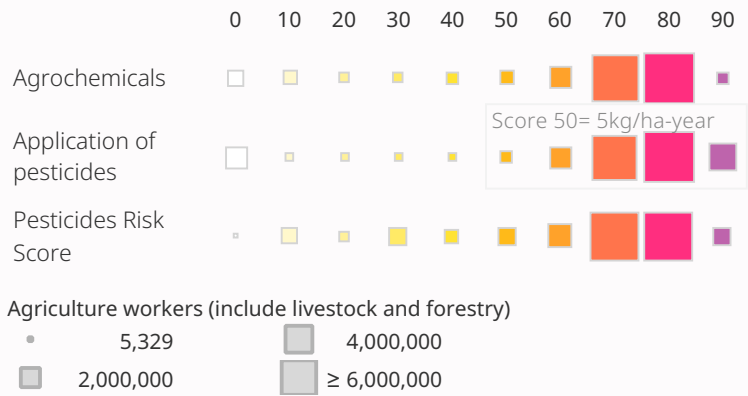 0 10 20 30 40 50 60 70 80 90
Agrochemicals
Score 50= 5kg/ha-year
Application of
pesticides
Pesticides Risk
Score
Agriculture workers (include livestock and forestry)
5,329 4,000,000
2,000,000 ≥ 6,000,000